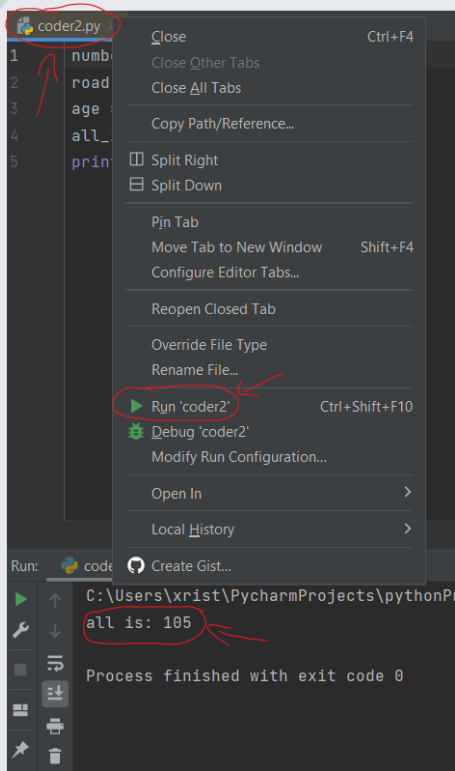 coder2.py
Close Ctrl+F4
1 numbe
Close Other Tabs
2 road
Close All Tabs
3 age =
Copy Path/Reference...
4 all_
5 prin
Split Right
Split Down
Pin Tab
Move Tab to New Window Shift+F4
Configure Editor Tabs...
Reopen Closed Tab
Override File Type
Rename File...
Run 'coder2' Ctrl+Shift+F10
Debug 'coder2'
Modify Run Configuration...
Open In
Local History
Create Gist...
Run: code
C:\Users\xrist\PycharmProjects\pythonPr
all is: 105
Process finished with exit code 0